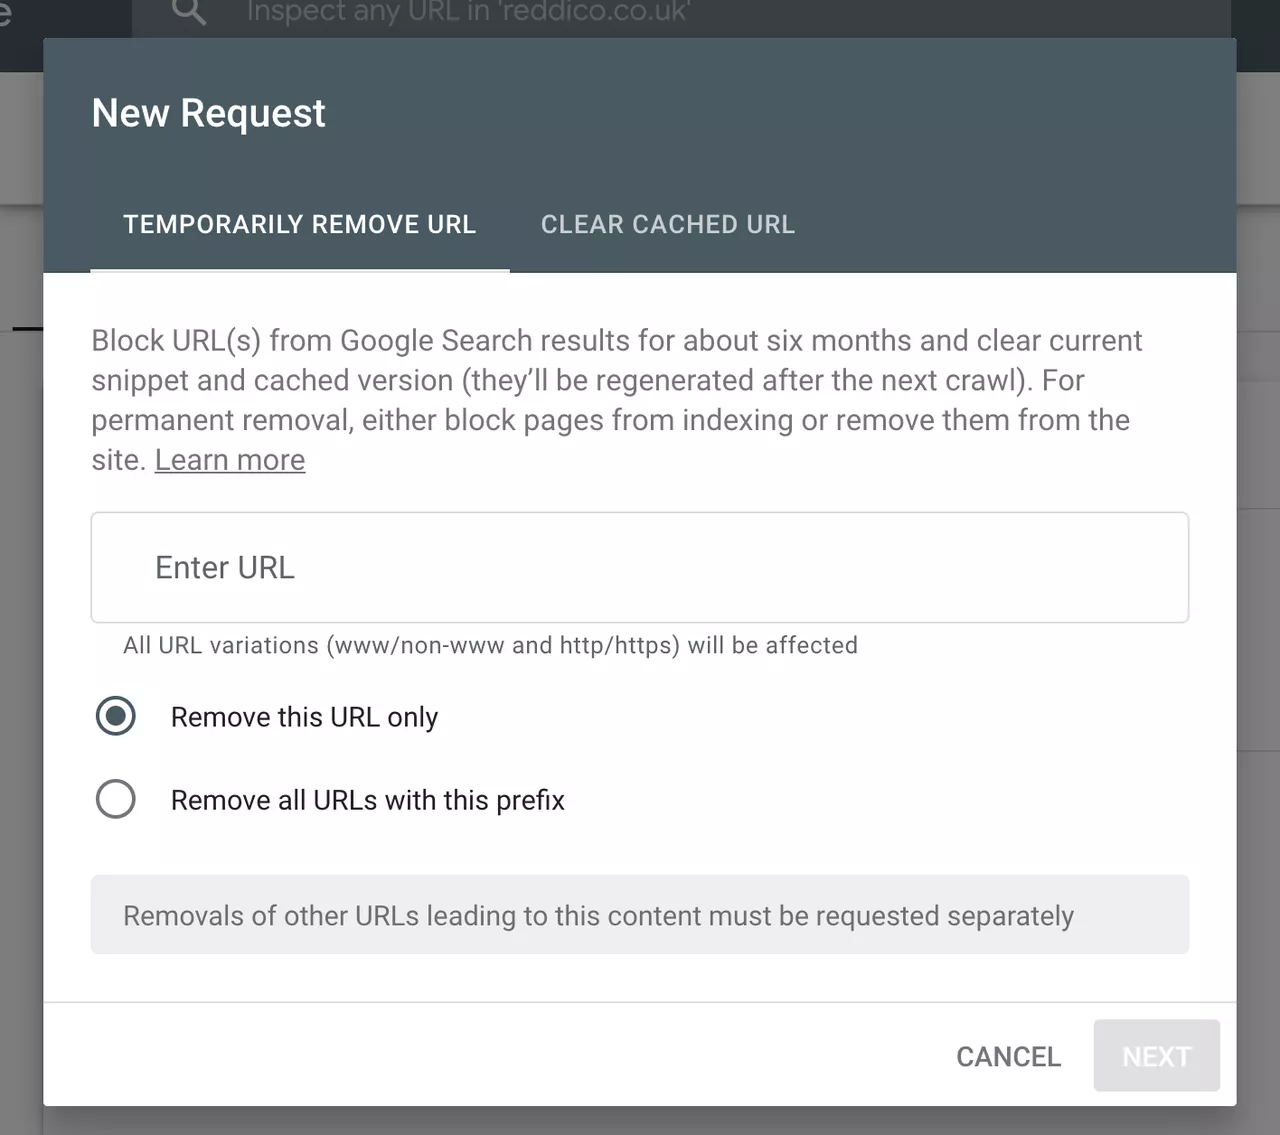 e
Inspect any URL in 'reddico.co.uk'
New Request
TEMPORARILY REMOVE URL CLEAR CACHED URL
Block URL(s) from Google Search results for about six months and clear current
snippet and cached version (they’ll be regenerated after the next crawl). For
permanent removal, either block pages from indexing or remove them from the
site. Learn more
Enter URL
All URL variations (www/non-www and http/https) will be affected
Remove this URL only
Remove all URLs with this prefix
Removals of other URLs leading to this content must be requested separately
CANCEL NEXT